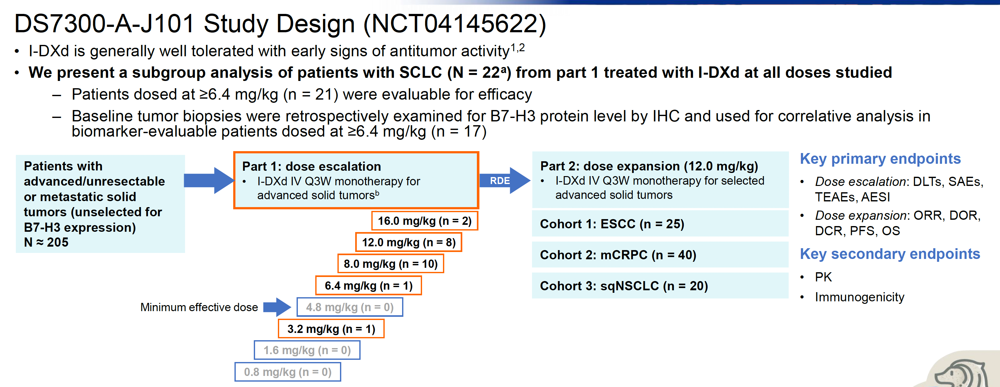 DS7300-A-J101 Study Design (NCT04145622)
• I-DXd is generally well tolerated with early signs of antitumor activity1,2
• We present a subgroup analysis of patients with SCLC (N = 22a) from part 1 treated with I-DXd at all doses studied
– Patients dosed at ≥6.4 mg/kg (n = 21) were evaluable for efficacy
– Baseline tumor biopsies were retrospectively examined for B7-H3 protein level by IHC and used for correlative analysis in
biomarker-evaluable patients dosed at ≥6.4 mg/kg (n = 17)
Patients with
advanced/unresectable
or metastatic solid
tumors (unselected for
B7-H3 expression)
N ≈ 205
Part 1: dose escalation
• I-DXd IV Q3W monotherapy for
advanced solid tumorsb
16.0 mg/kg (n = 2)
12.0 mg/kg (n = 8)
8.0 mg/kg (n = 10)
6.4 mg/kg (n = 1)
Minimum effective dose
4.8 mg/kg (n = 0)
3.2 mg/kg (n = 1)
1.6 mg/kg (n = 0)
0.8 mg/kg (n = 0)
RDE
Part 2: dose expansion (12.0 mg/kg)
• I-DXd IV Q3W monotherapy for selected
advanced solid tumors
Cohort 1: ESCC (n = 25)
Cohort 2: mCRPC (n = 40)
Cohort 3: sqNSCLC (n = 20)
Key primary endpoints
• Dose escalation: DLTs, SAEs,
TEAEs, AESI
• Dose expansion: ORR, DOR,
DCR, PFS, OS
Key secondary endpoints
• PK
• Immunogenicity